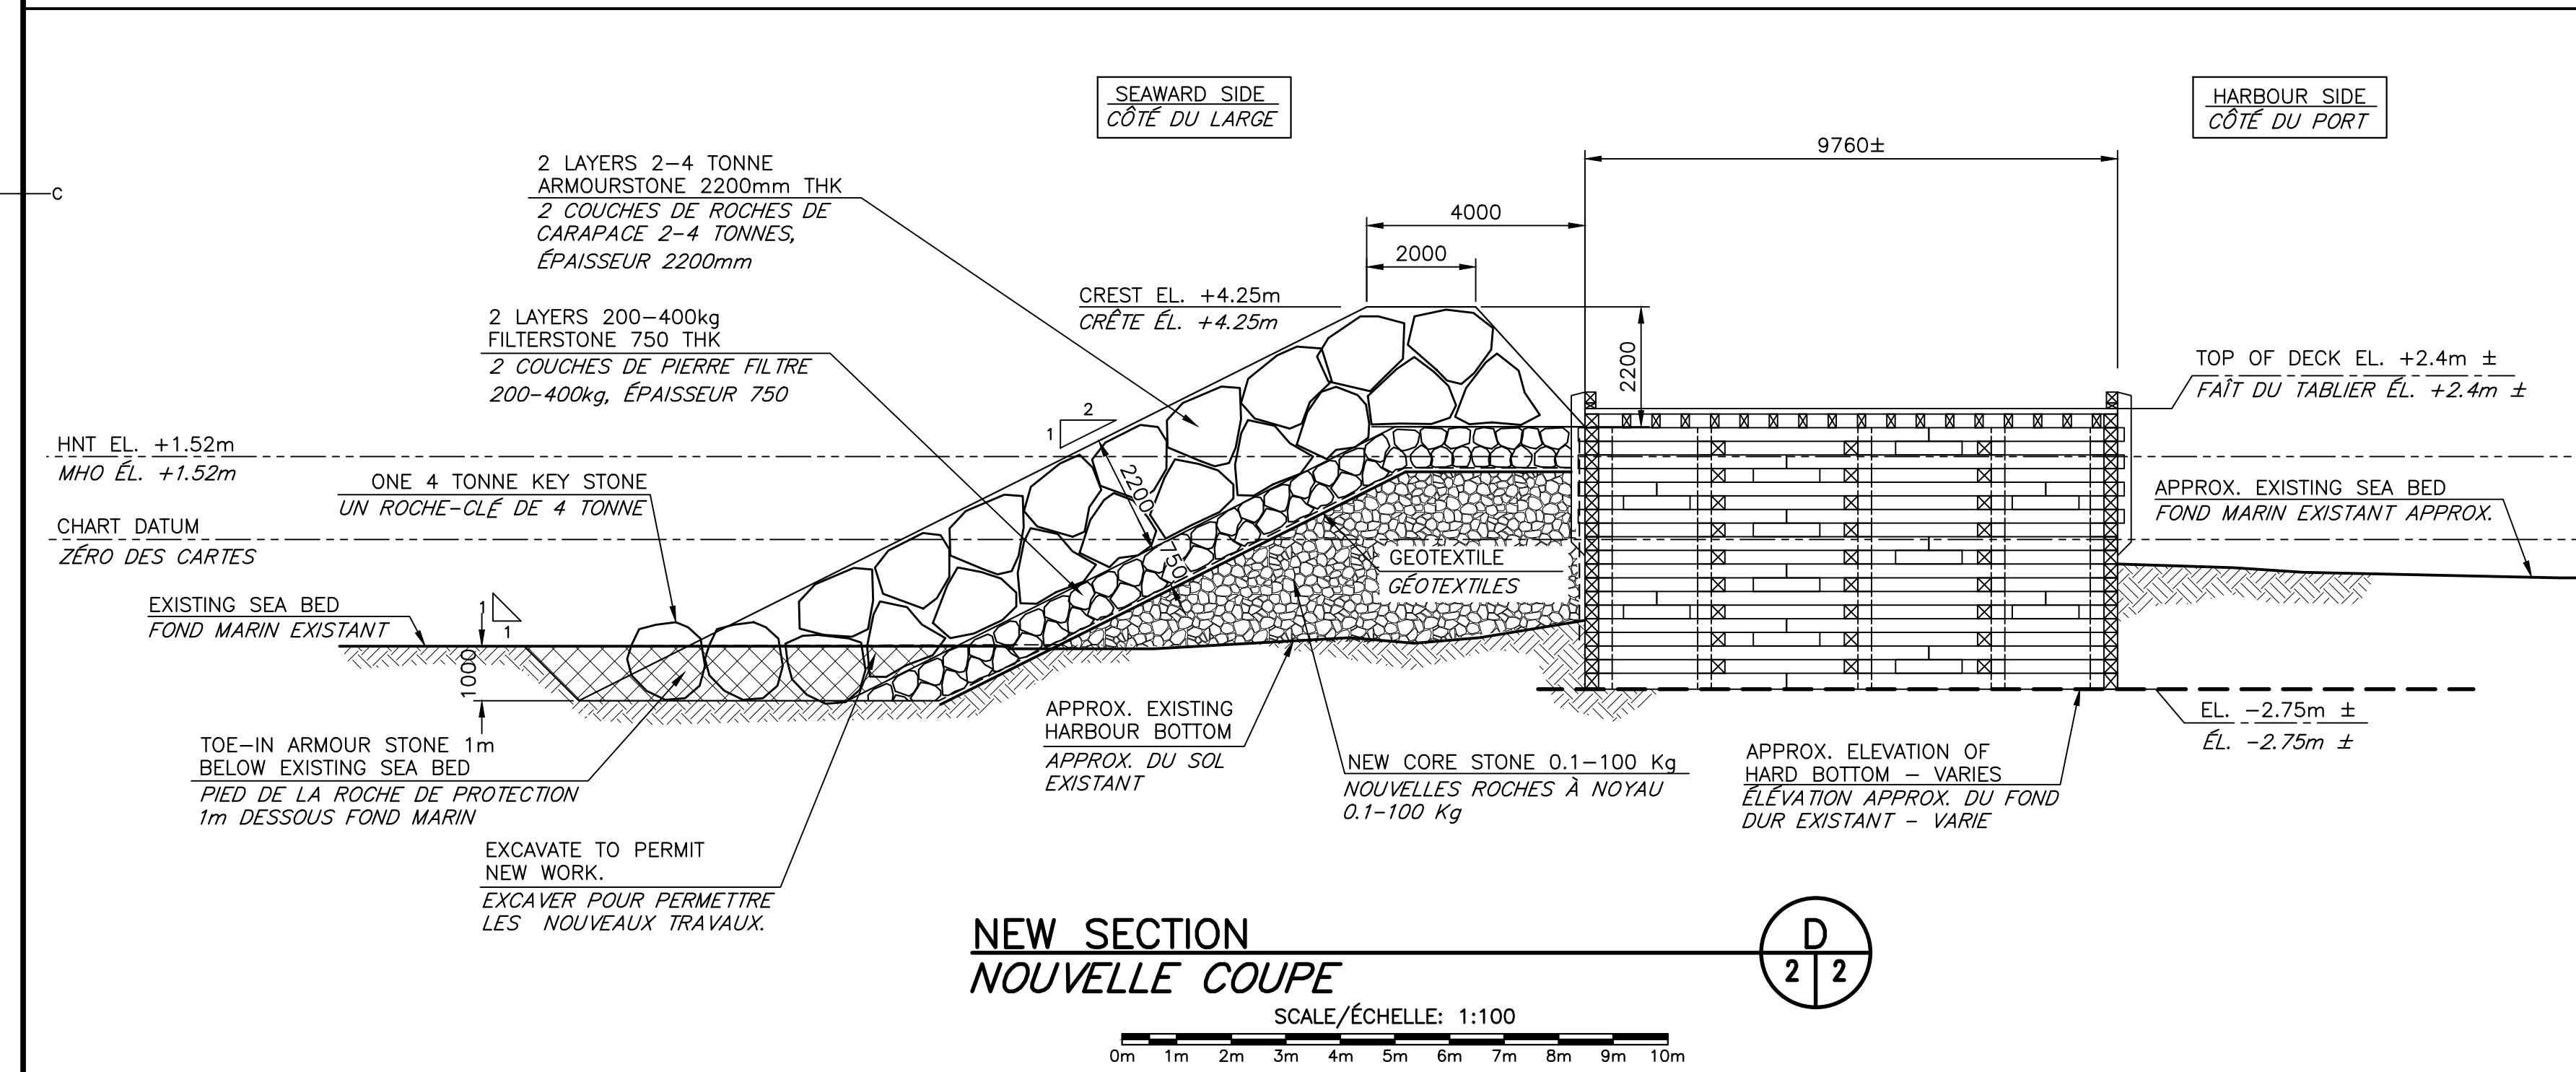 SEAWARD SIDE
CÔTÉ DU LARGE
HARBOUR SIDE
CÔTÉ DU PORT
9760±
C
2 LAYERS 2-4 TONNE
ARMOURSTONE 2200mm THK
2 COUCHES DE ROCHES DE
CARAPACE 2-4 TONNES,
ÉPAISSEUR 2200mm
4000
2000
CREST EL. +4.25m
CRÊTE ÉL. +4.25m
2 LAYERS 200-400kg
FILTERSTONE 750 THK
2 COUCHES DE PIERRE FILTRE
200-400kg, ÉPAISSEUR 750
2200
TOP OF DECK EL. +2.4m ±
FAÎT DU TABLIER ÉL. +2.4m ±
2
1
HNT EL. +1.52m
MHO ÉL. +1.52m
ONE 4 TONNE KEY STONE
UN ROCHE-CLÉ DE 4 TONNE
2200
APPROX. EXISTING SEA BED
FOND MARIN EXISTANT APPROX.
CHART DATUM
ZÉRO DES CARTES
750
GEOTEXTILE
GÉOTEXTILES
EXISTING SEA BED
FOND MARIN EXISTANT
1
1
1000
TOE-IN ARMOUR STONE 1m
BELOW EXISTING SEA BED
PIED DE LA ROCHE DE PROTECTION
1m DESSOUS FOND MARIN
APPROX. EXISTING
HARBOUR BOTTOM
APPROX. DU SOL
EXISTANT
NEW CORE STONE 0.1-100 Kg
NOUVELLES ROCHES À NOYAU
0.1-100 Kg
APPROX. ELEVATION OF
HARD BOTTOM - VARIES
ÉLÉVATION APPROX. DU FOND
DUR EXISTANT - VARIE
EL. -2.75m ±
ÉL. -2.75m ±
EXCAVATE TO PERMIT
NEW WORK.
EXCAVER POUR PERMETTRE
LES NOUVEAUX TRAVAUX.
NEW SECTION
NOUVELLE COUPE
D
2 2
SCALE/ÉCHELLE: 1:100
0m 1m 2m 3m 4m 5m 6m 7m 8m 9m 10m